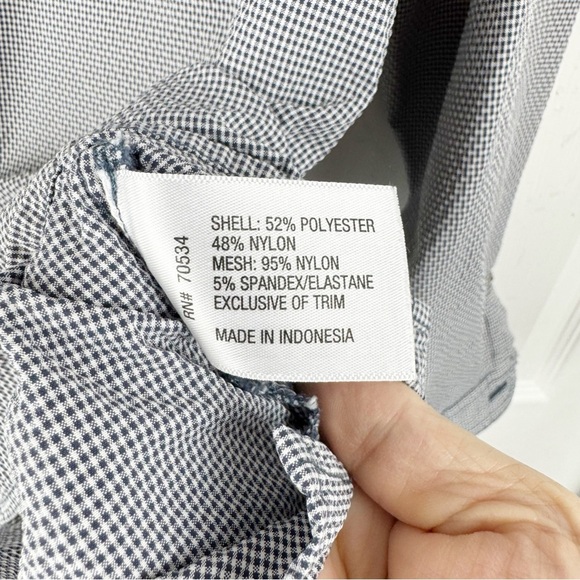 RN# 70534
SHELL: 52% POLYESTER
48% NYLON
MESH: 95% NYLON
5% SPANDEX/ELASTANE
EXCLUSIVE OF TRIM
MADE IN INDONESIA